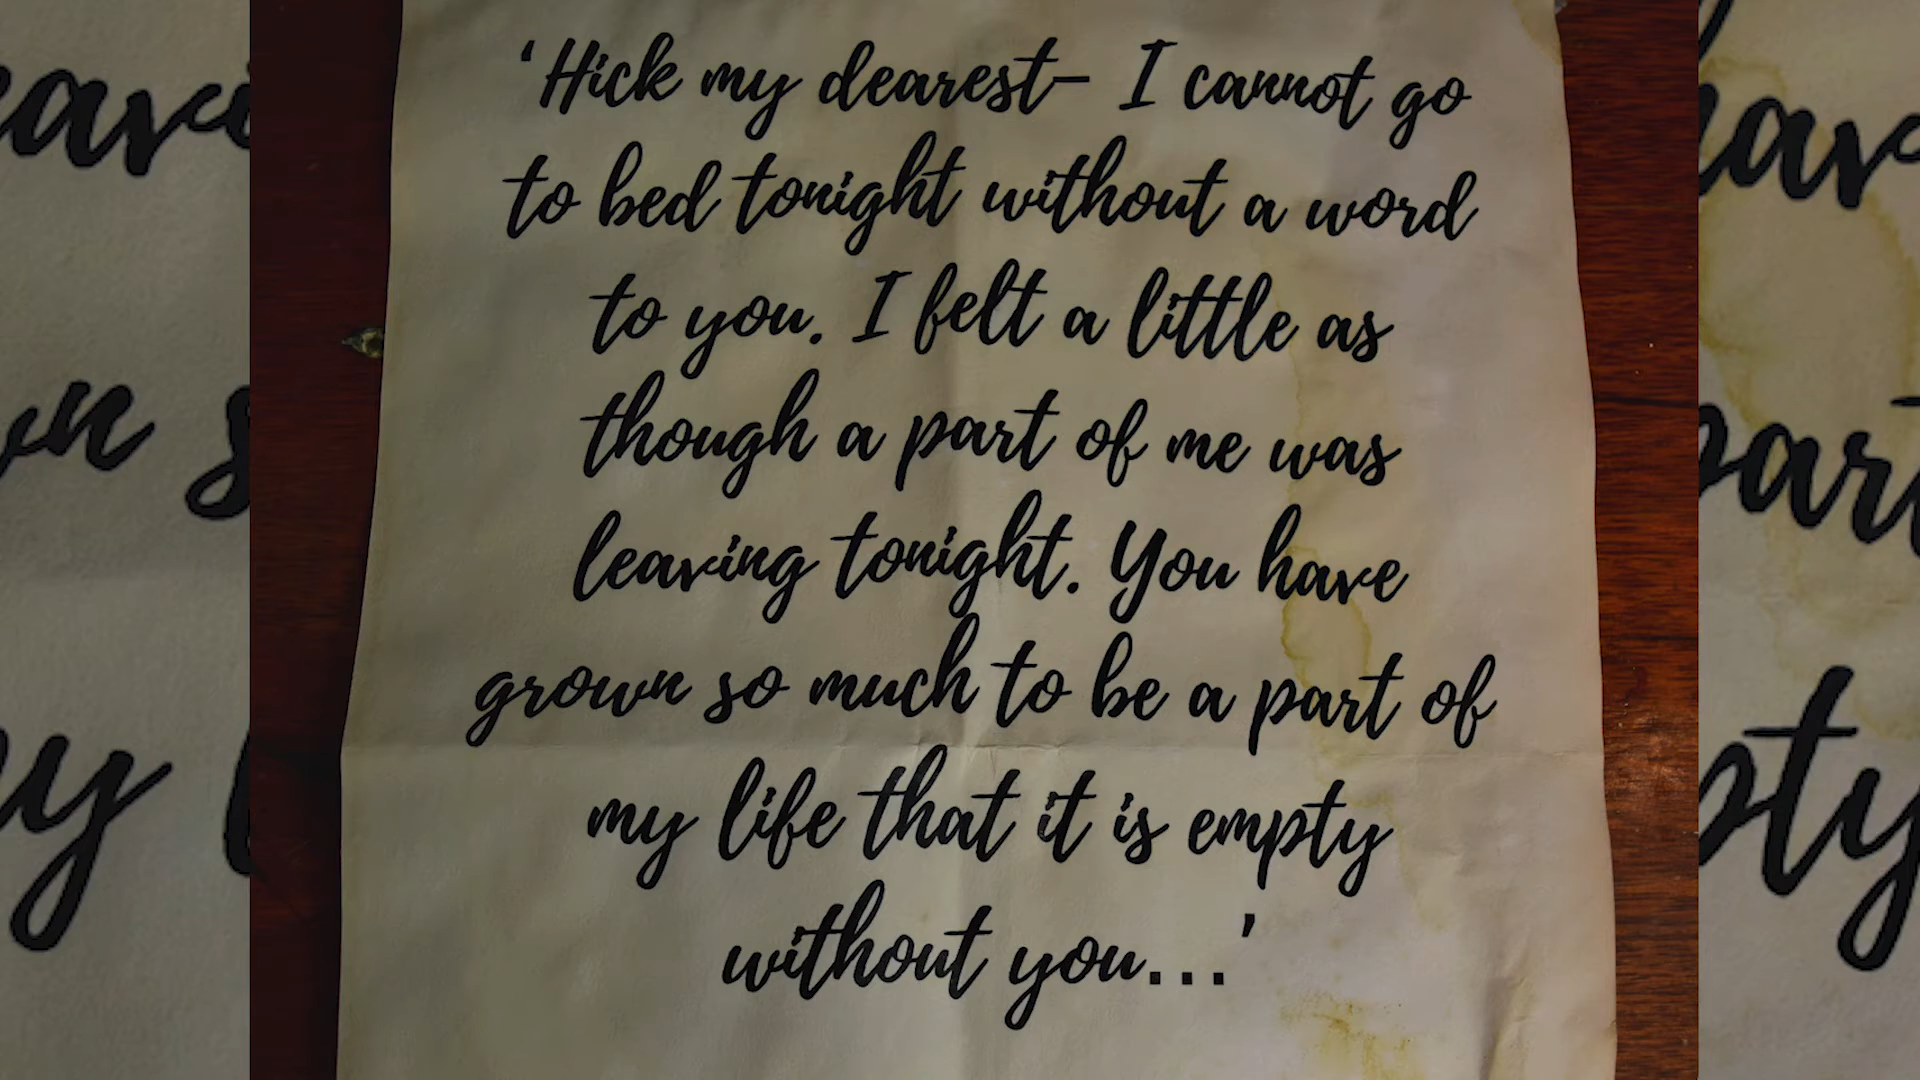 ‘Hick my dearest— I cannot go
to bed tonight without a word
to you. I felt a little as
though a part of me was
leaving tonight. You have
grown so much to be a part of
my life that it is empty
without you...’